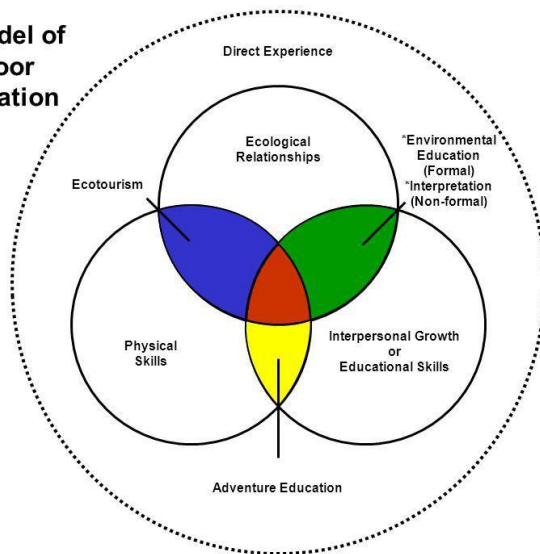 del of
oor
ation
Direct Experience
Ecological
Relationships
*Environmental
Education
(Formal)
*Interpretation
(Non-formal)
Ecotourism
Physical
Skills
Interpersonal Growth
or
Educational Skills
Adventure Education